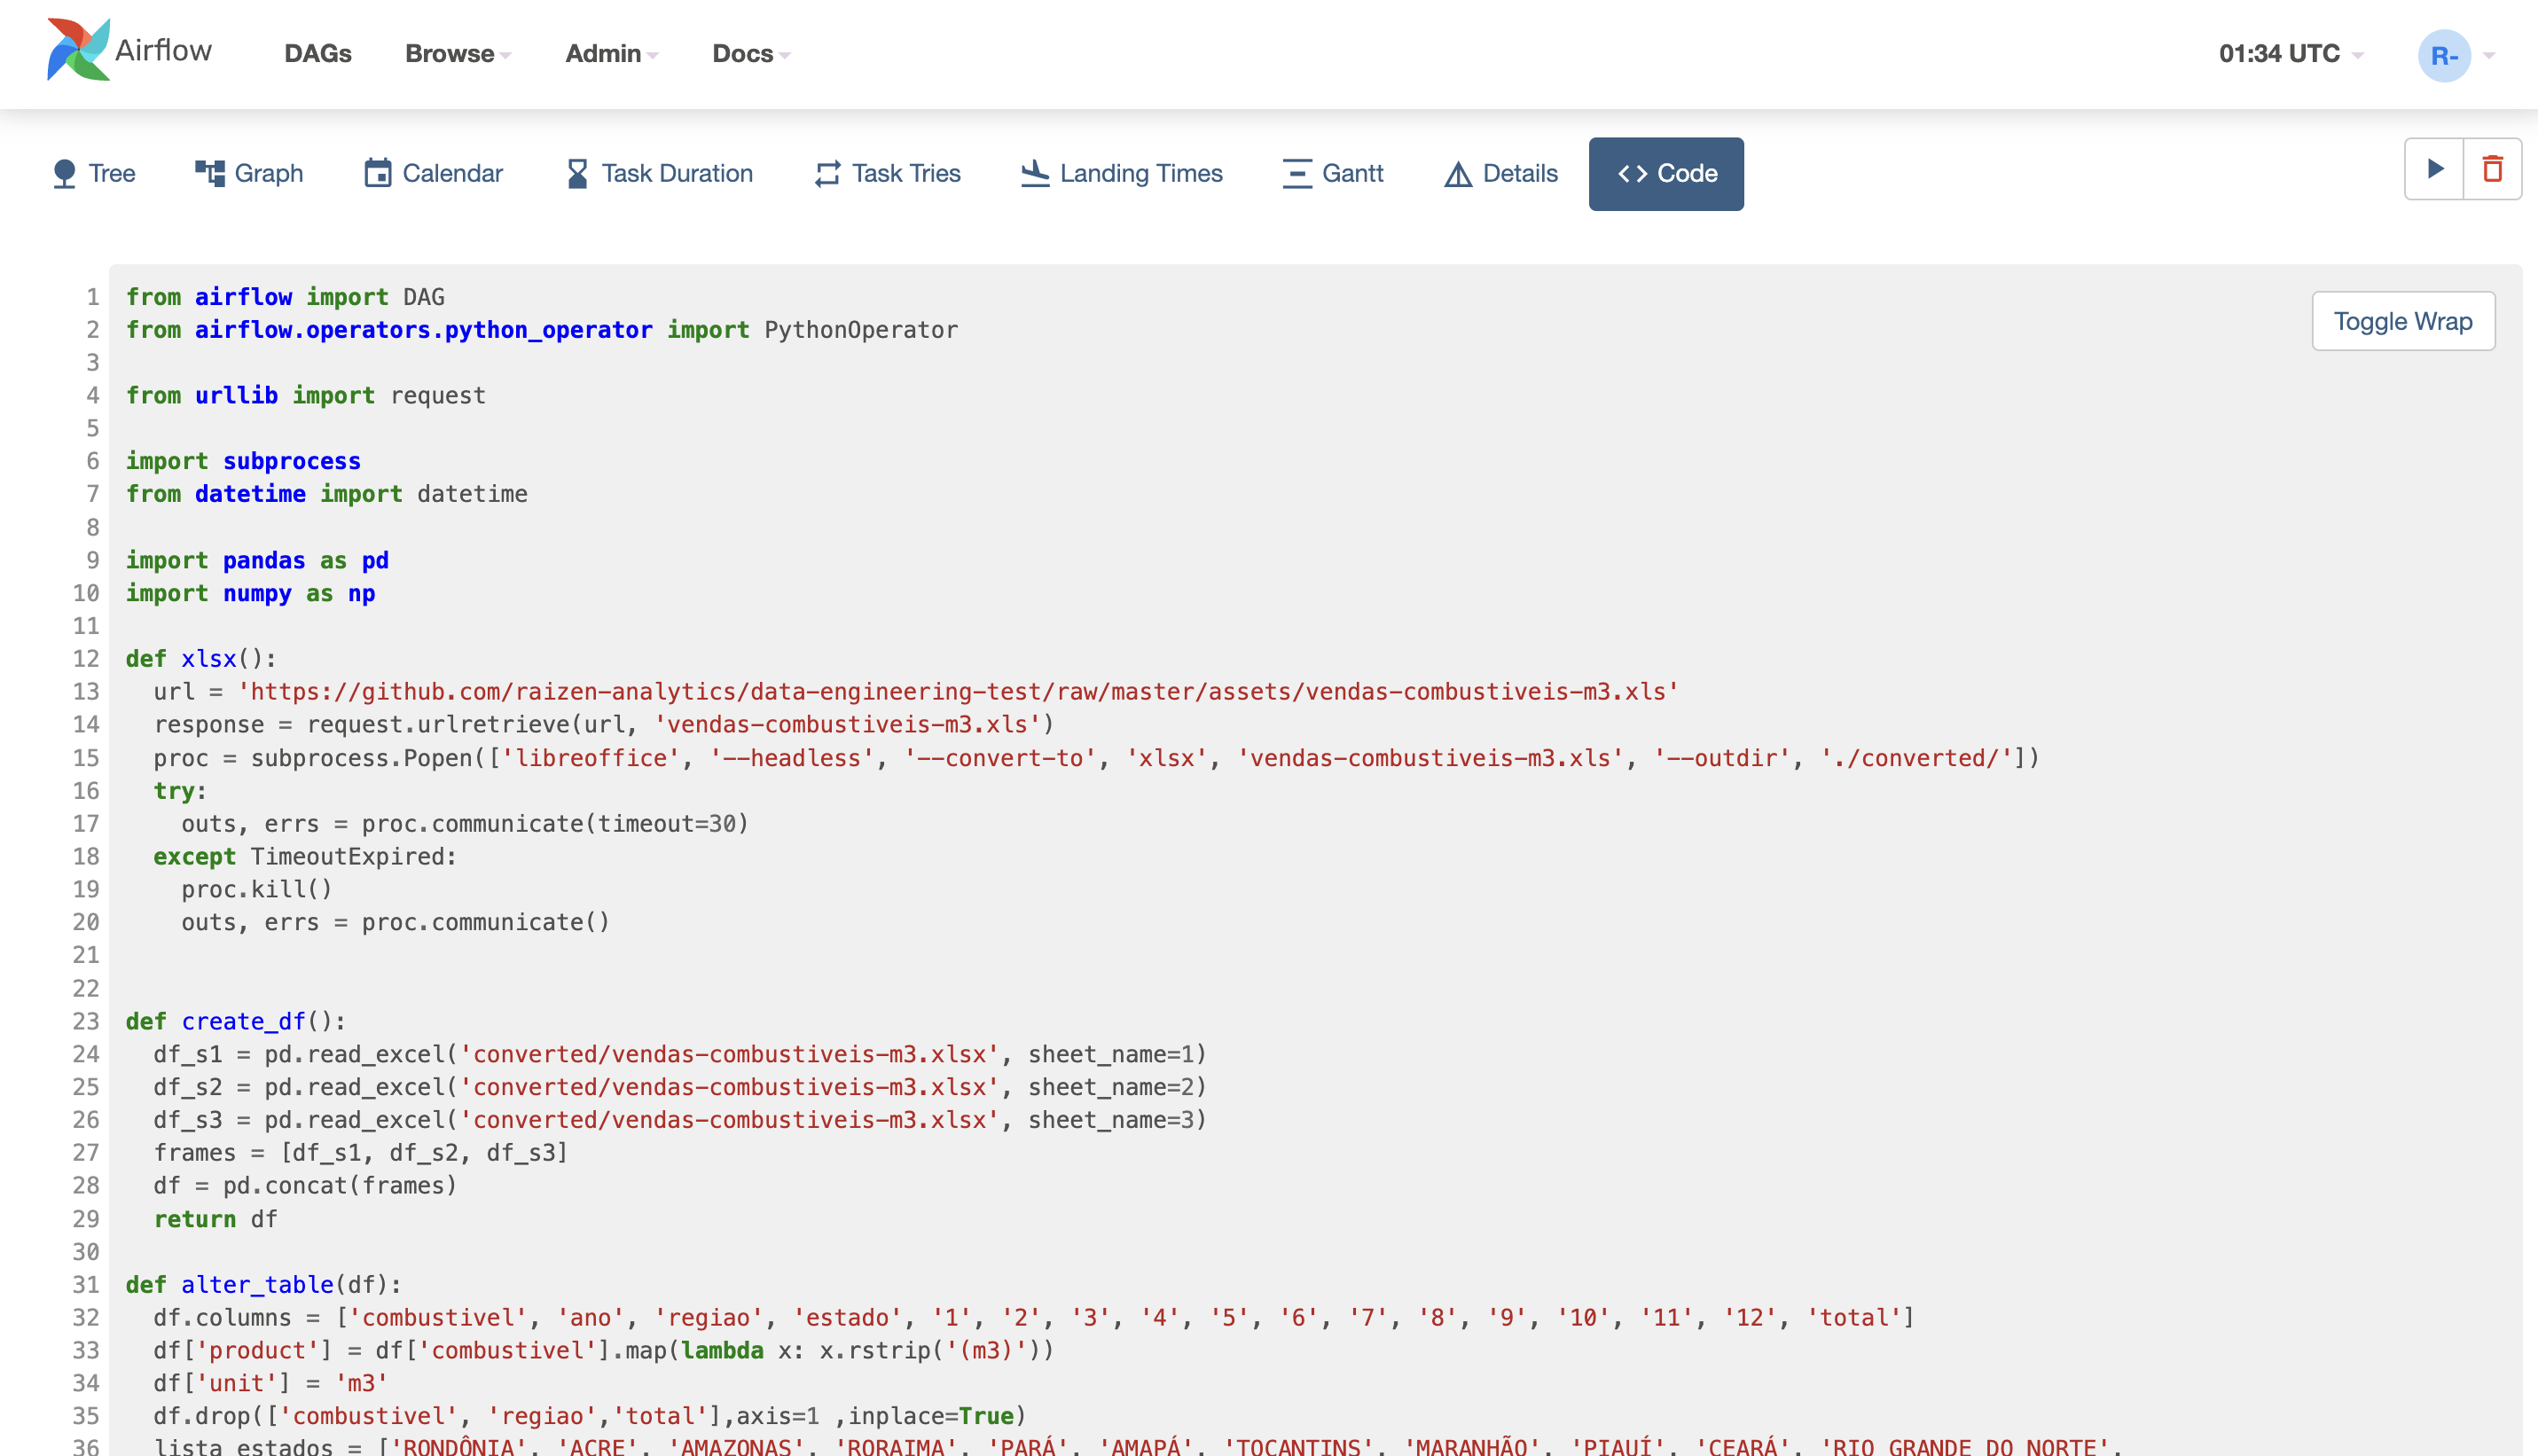 Airflow DAGs Browse Admin Docs 01:34 UTC R-
Tree Graph Calendar Task Duration Task Tries Landing Times Gantt Details <> Code
Toggle Wrap
1 from airflow import DAG
2 from airflow.operators.python_operator import PythonOperator
3
4 from urllib import request
5
6 import subprocess
7 from datetime import datetime
8
9 import pandas as pd
10 import numpy as np
11
12 def xlsx():
13   url = 'https://github.com/raizen-analytics/data-engineering-test/raw/master/assets/vendas-combustiveis-m3.xls'
14   response = request.urlretrieve(url, 'vendas-combustiveis-m3.xls')
15   proc = subprocess.Popen(['libreoffice', '--headless', '--convert-to', 'xlsx', 'vendas-combustiveis-m3.xls', '--outdir', './converted/'])
16   try:
17     outs, errs = proc.communicate(timeout=30)
18   except TimeoutExpired:
19     proc.kill()
20     outs, errs = proc.communicate()
21
22
23 def create_df():
24   df_s1 = pd.read_excel('converted/vendas-combustiveis-m3.xlsx', sheet_name=1)
25   df_s2 = pd.read_excel('converted/vendas-combustiveis-m3.xlsx', sheet_name=2)
26   df_s3 = pd.read_excel('converted/vendas-combustiveis-m3.xlsx', sheet_name=3)
27   frames = [df_s1, df_s2, df_s3]
28   df = pd.concat(frames)
29   return df
30
31 def alter_table(df):
32   df.columns = ['combustivel', 'ano', 'regiao', 'estado', '1', '2', '3', '4', '5', '6', '7', '8', '9', '10', '11', '12', 'total']
33   df['product'] = df['combustivel'].map(lambda x: x.rstrip('(m3)'))
34   df['unit'] = 'm3'
35   df.drop(['combustivel', 'regiao','total'],axis=1 ,inplace=True)
36   lista_estados = ['RONDÔNIA', 'ACRE', 'AMAZONAS', 'RORAIMA', 'PARÁ', 'AMAPÁ', 'TOCANTINS', 'MARANHÃO', 'PIAUÍ', 'CEARÁ', 'RIO GRANDE DO NORTE',